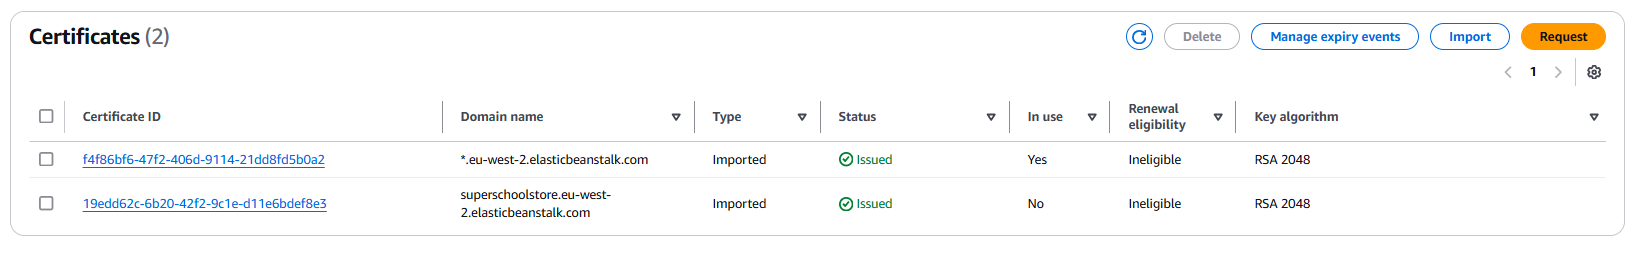 Certificates (2)
Delete
Manage expiry events
Import
Request
1
Certificate ID
Domain name
Type
Status
In use
Renewal
eligibility
Key algorithm
f4f86bf6-47f2-406d-9114-21dd8fd5b0a2
*.eu-west-2.elasticbeanstalk.com
Imported
Issued
Yes
Ineligible
RSA 2048
19edd62c-6b20-42f2-9c1e-d11e6bdef8e3
superschoolstore.eu-west-
2.elasticbeanstalk.com
Imported
Issued
No
Ineligible
RSA 2048